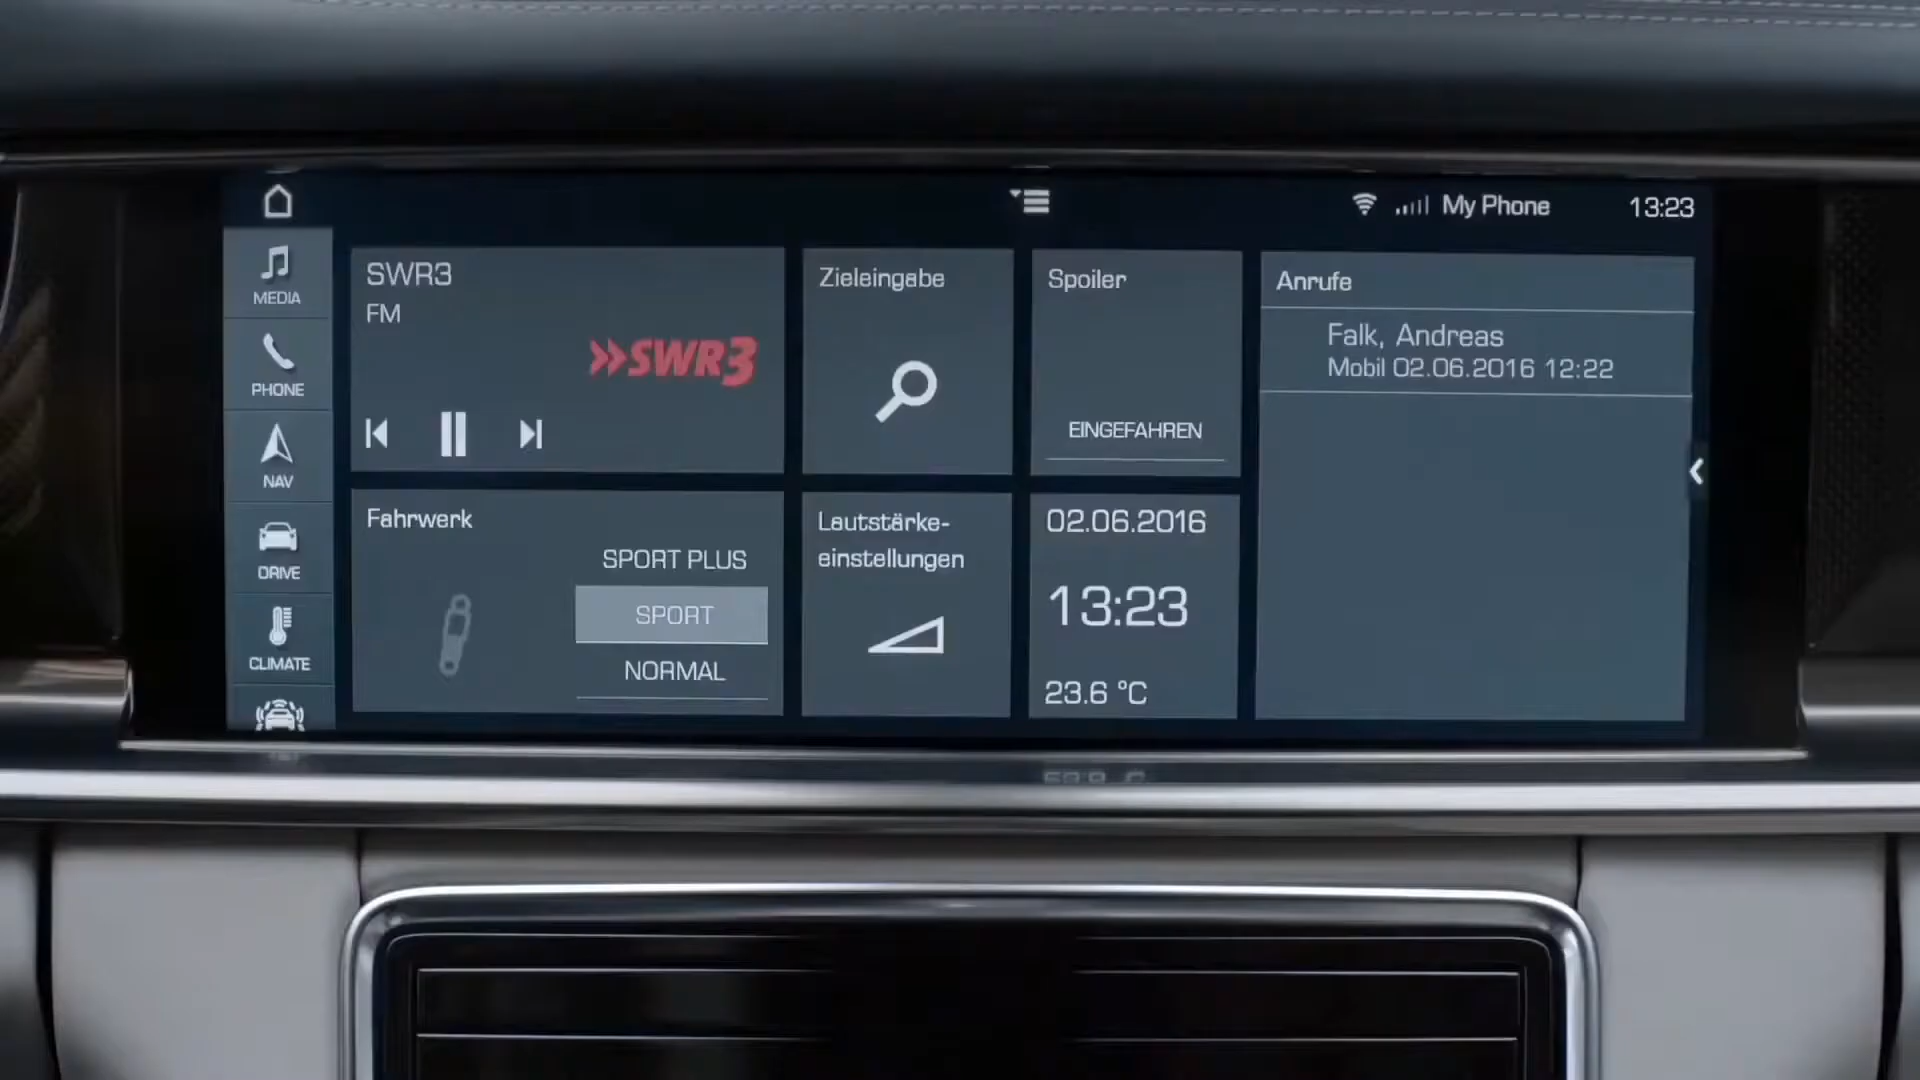 My Phone
13:23
MEDIA
PHONE
NAV
DRIVE
CLIMATE
SWR3
FM
SWR3
Fahrwerk
SPORT PLUS
SPORT
NORMAL
Zieleingabe
Lautstärke-
einstellungen
Spoiler
EINGEFAHREN
02.06.2016
13:23
23.6 °C
Anrufe
Falk, Andreas
Mobil 02.06.2016 12:22